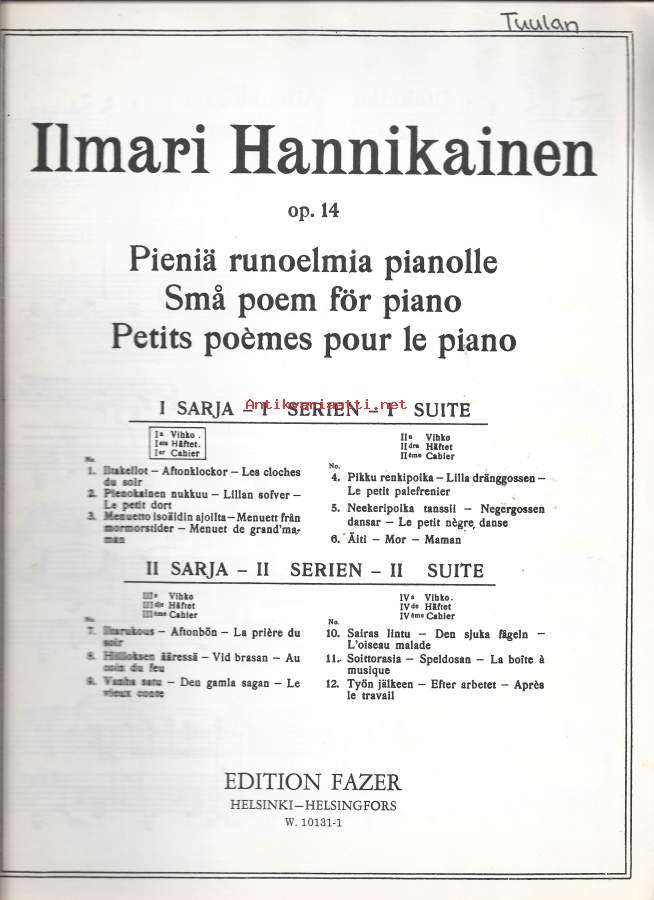 Tuulan
Ilmari Hannikainen
op. 14
Pieniä runoelmia pianolle
Små poem för piano
Petits poèmes pour le piano
Antikvariaatti.net
I SARJA – I SERIEN – I SUITE
Ia Vihko.
Iera Häftet.
Ier Cahier
No.
1. Iltakellot – Aftonklockor – Les cloches
du soir
2. Pienokainen nukkuu – Lillan sofver –
Le petit dort
3. Menuetto isoäidin ajoilta – Menuett från
mormorstider – Menuet de grand'ma-
man
IIa Vihko
IIdra Häftet
IIème Cahier
No.
4. Pikku renkipoika – Lilla dränggossen –
Le petit palefrenier
5. Neekeripoika tanssii – Negergossen
dansar – Le petit nègre danse
6. Äiti – Mor – Maman
II SARJA – II SERIEN – II SUITE
IIIa Vihko
IIIdje Häftet
IIIème Cahier
No.
7. Iltarukous – Aftonbön – La prière du
soir
8. Hiilloksen ääressä – Vid brasan – Au
coin du feu
9. Vanha satu – Den gamla sagan – Le
vieux conte
IVa Vihko.
IVde Häftet
IVème Cahier
No.
10. Sairas lintu – Den sjuka fågeln –
L'oiseau malade
11. Soittorasia – Speldosan – La boîte à
musique
12. Työn jälkeen – Efter arbetet – Après
le travail
EDITION FAZER
HELSINKI–HELSINGFORS
W. 10131-1